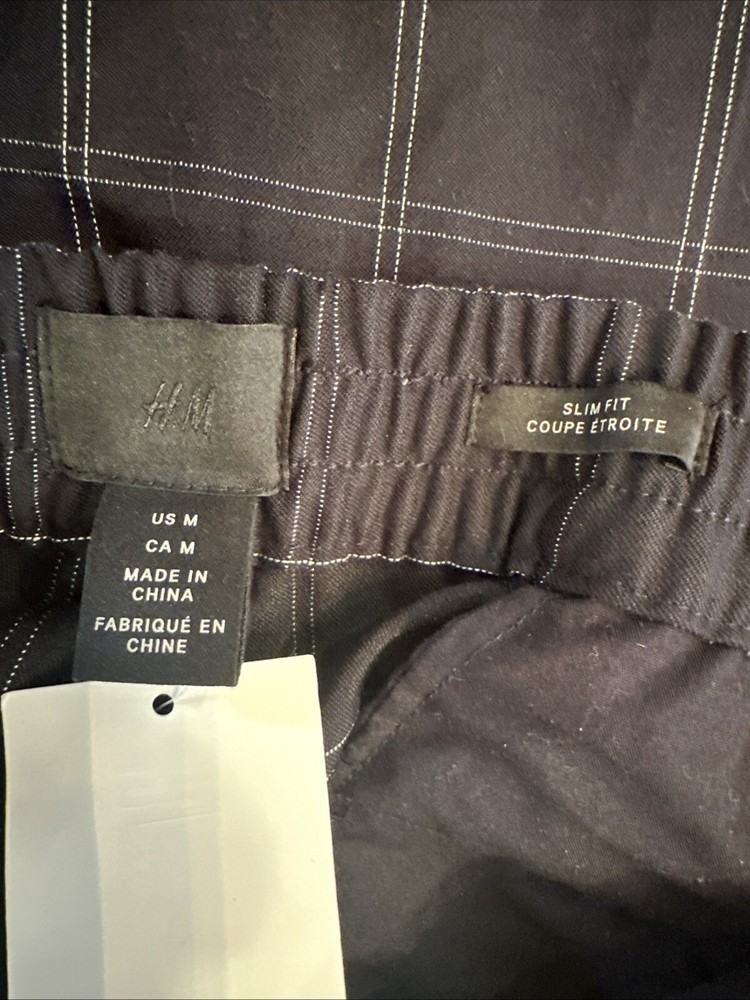 H&M
SLIM FIT
COUPE ÉTROITE
US M
CA M
MADE IN
CHINA
FABRIQUÉ EN
CHINE